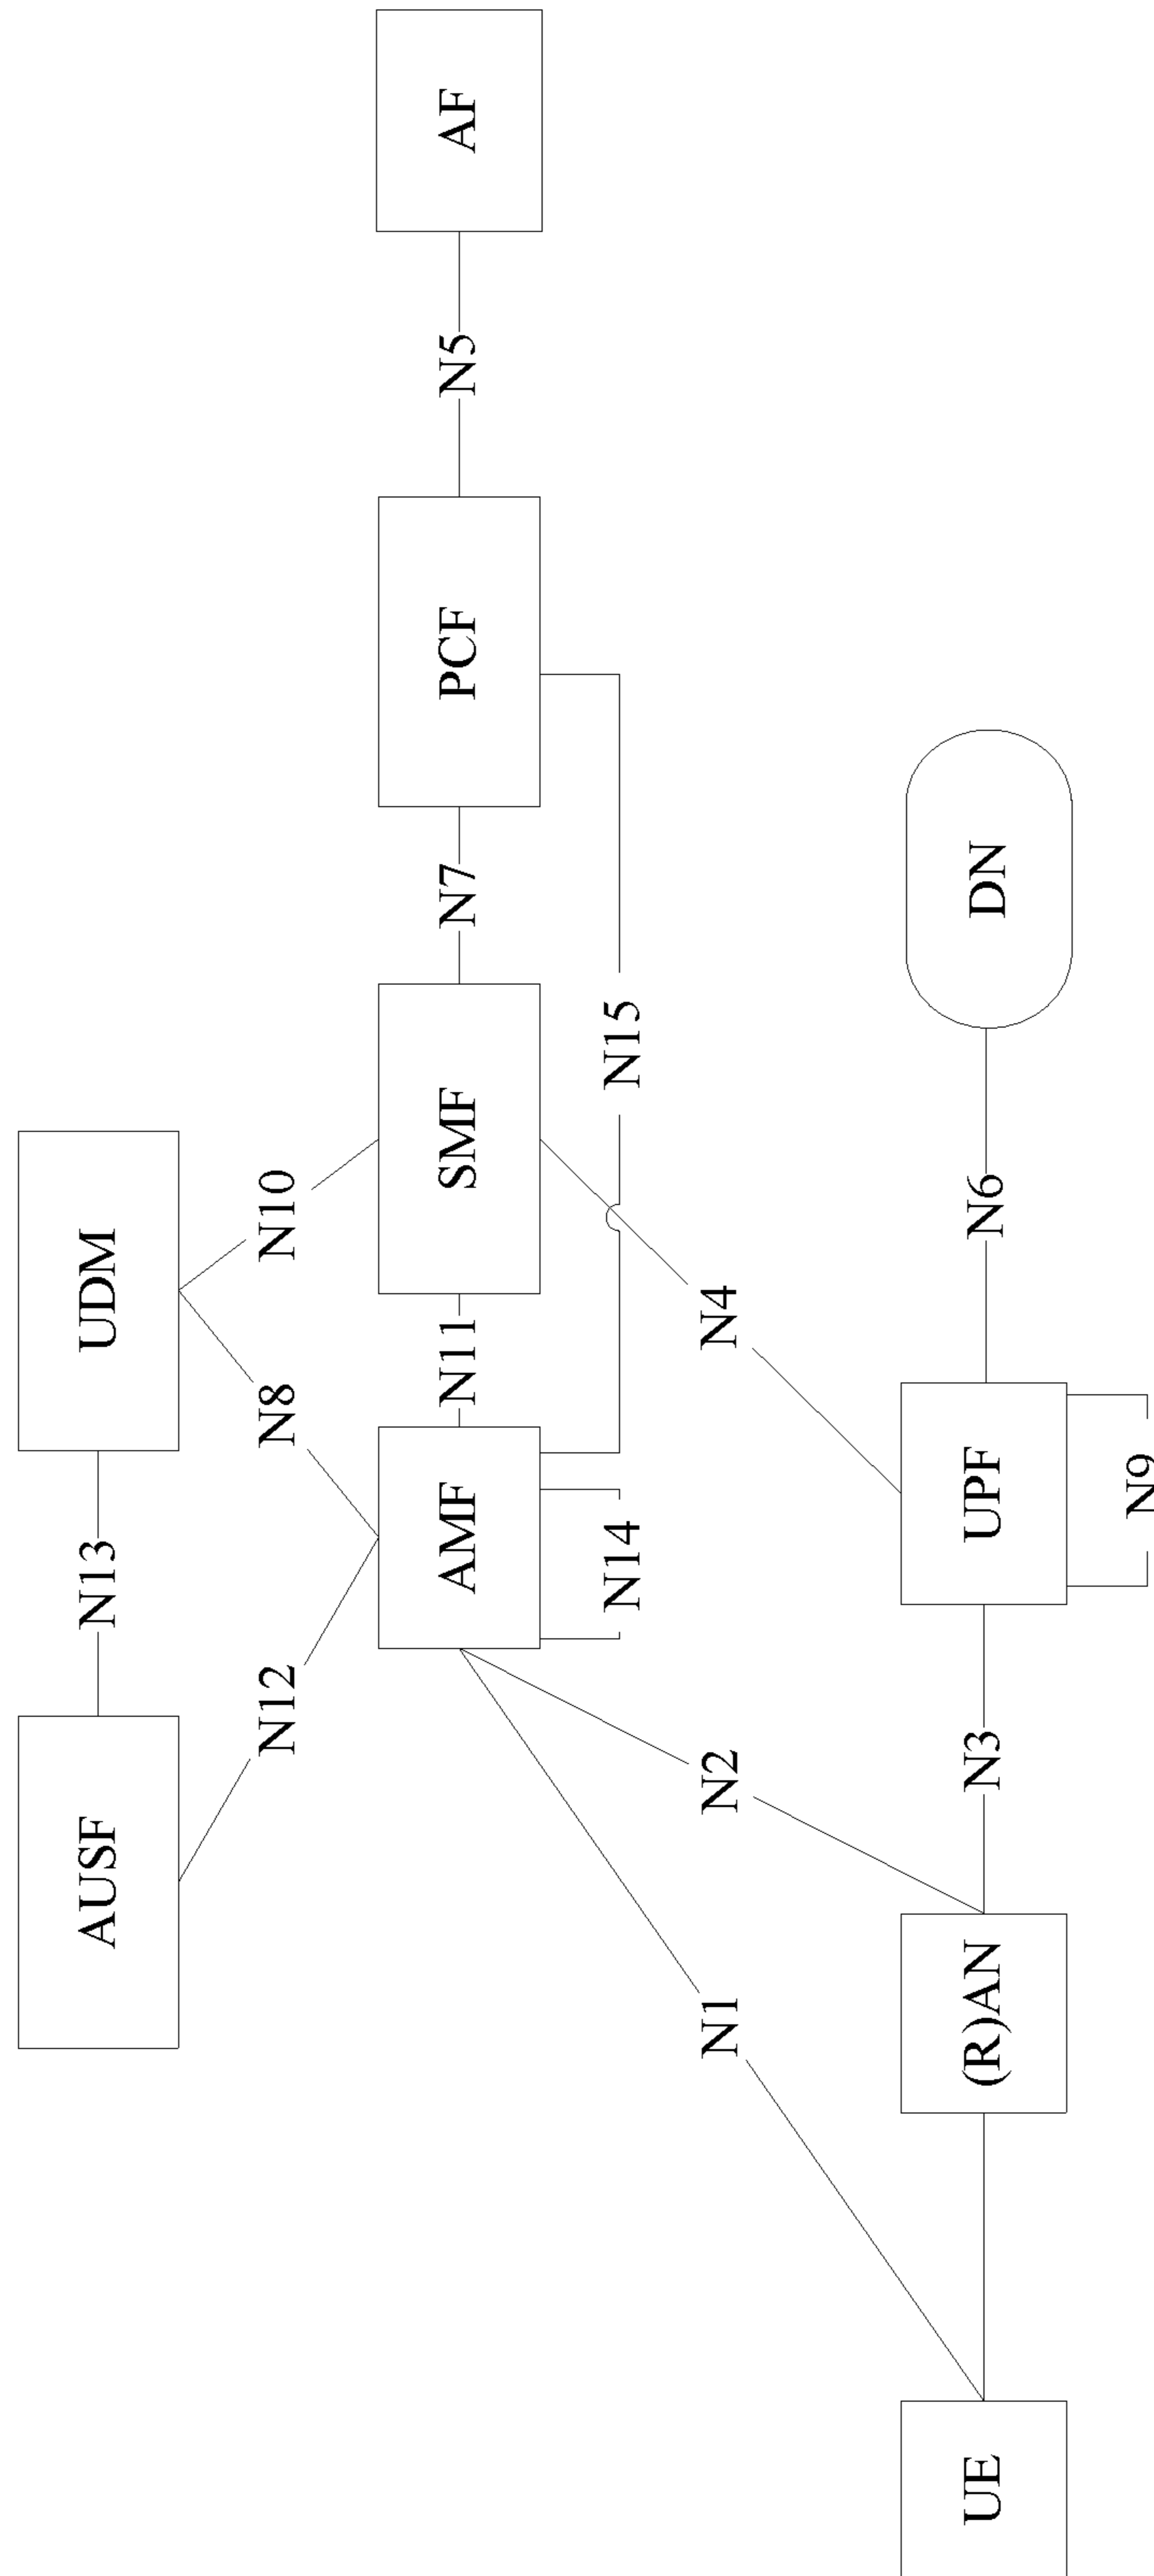 AUSF
N13
UDM
N12
N8
N10
AMF
N11
SMF
N7
PCF
N5
AF
N14
N15
N1
N2
N4
UE
(R)AN
N3
UPF
N6
DN
N9